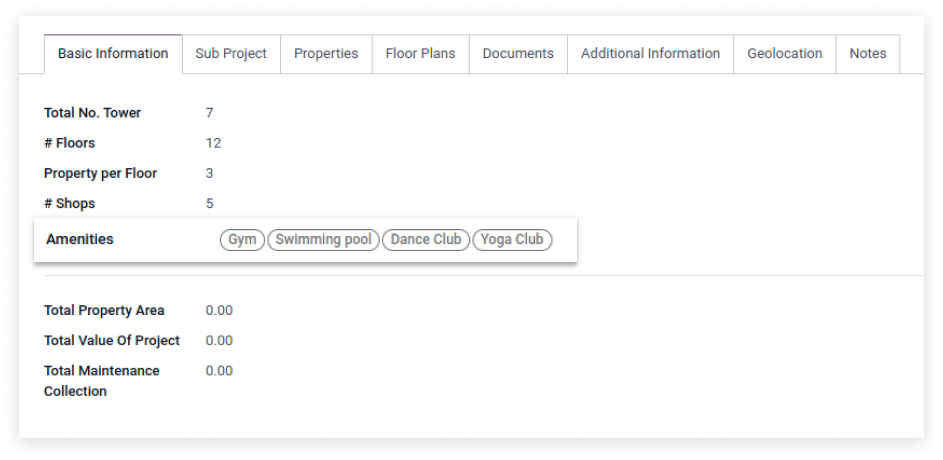 Basic Information Sub Project Properties Floor Plans Documents Additional Information Geolocation Notes
Total No. Tower 7
# Floors 12
Property per Floor 3
# Shops 5
Amenities Gym Swimming pool Dance Club Yoga Club
Total Property Area 0.00
Total Value Of Project 0.00
Total Maintenance 0.00
Collection